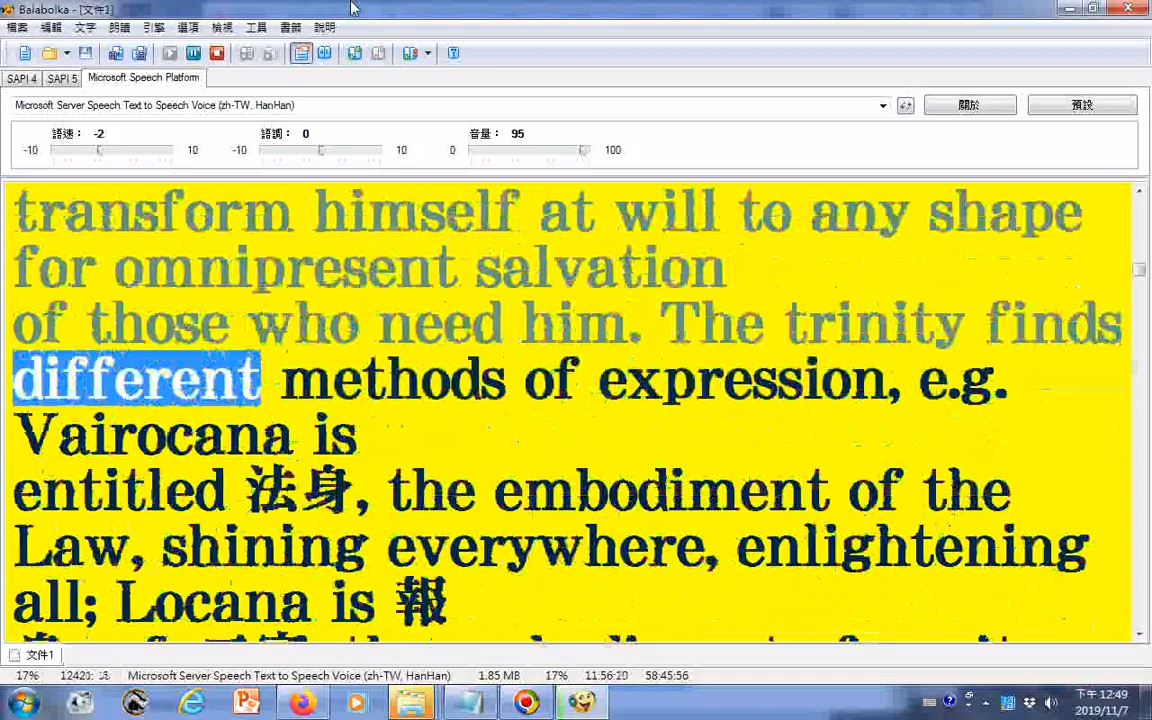 Balabolka - [文件1]
檔案 編輯 文字 朗讀 引擎 選項 檢視 工具 書籤 說明
SAPI 4 SAPI 5 Microsoft Speech Platform
Microsoft Server Speech Text to Speech Voice (zh-TW, HanHan) 關於 預設
語速： -2 語調： 0 音量： 95
-10 10 -10 10 0 100
transform himself at will to any shape
for omnipresent salvation
of those who need him. The trinity finds
different methods of expression, e.g.
Vairocana is
entitled 法身, the embodiment of the
Law, shining everywhere, enlightening
all; Locana is 報
文件1
17% Microsoft Server Speech Text to Speech Voice (zh-TW, HanHan) 1.85 MB 17% 11:56:20 58:45:56
下午 12:49
2019/11/7